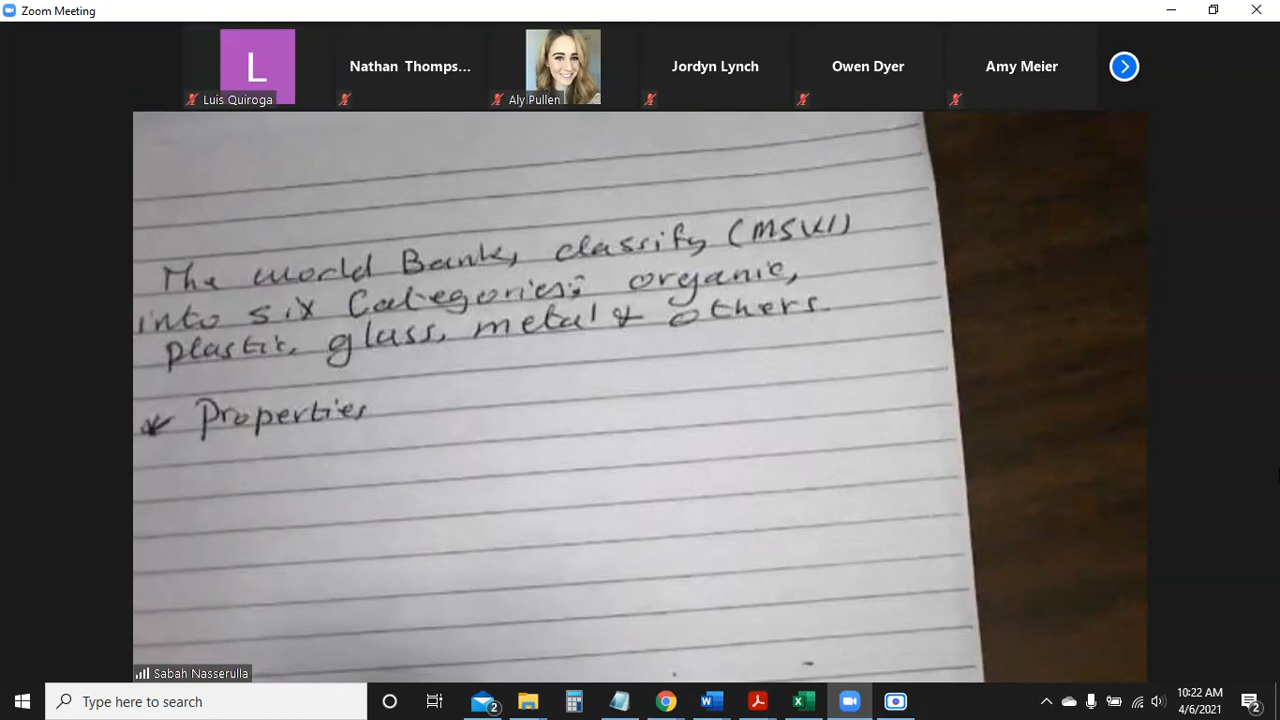 Zoom Meeting
L
Luis Quiroga
Nathan Thomps...
Aly Pullen
Jordyn Lynch
Owen Dyer
Amy Meier
The world Bank, classify (MSW)
into six Categories; organic,
plastic, glass, metal & others.
* Properties
Sabah Nasserulla
Type here to search
2
10:22 AM
4/6/2021
2